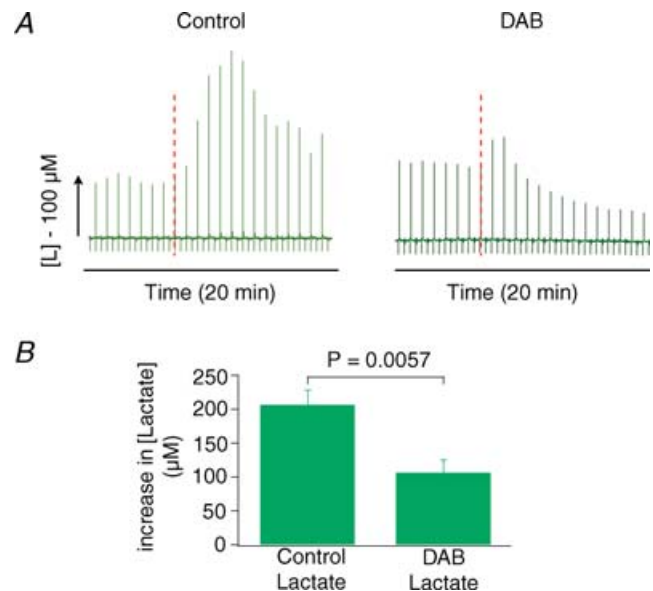 A
Control
DAB
[L] - 100 µM
Time (20 min)
Time (20 min)
B
P = 0.0057
increase in [Lactate]
(µM)
250
200
150
100
50
0
Control
Lactate
DAB
Lactate